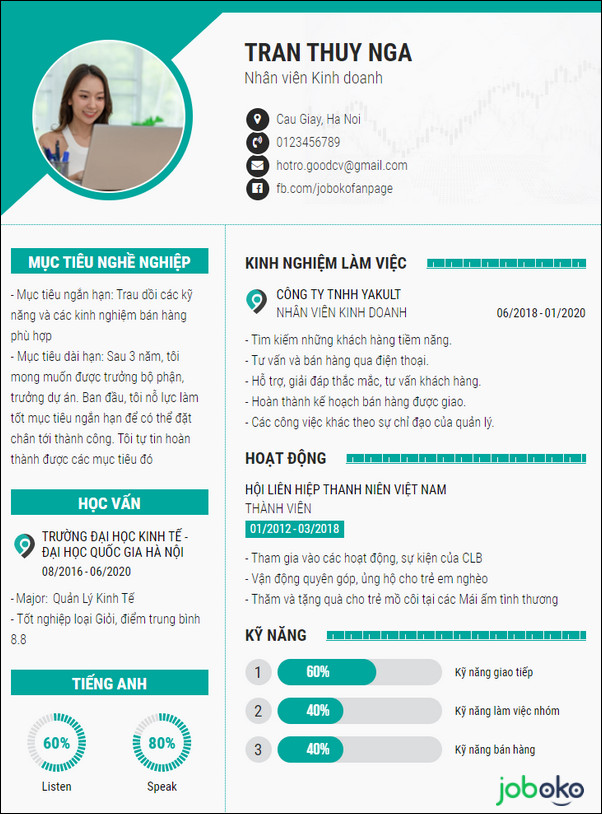 TRAN THUY NGA
Nhân viên Kinh doanh
Cau Giay, Ha Noi
0123456789
hotro.goodcv@gmail.com
fb.com/jobokofanpage
MỤC TIÊU NGHỀ NGHIỆP
- Mục tiêu ngắn hạn: Trau dồi các kỹ
năng và các kinh nghiệm bán hàng
phù hợp
- Mục tiêu dài hạn: Sau 3 năm, tôi
mong muốn được trưởng bộ phận,
trưởng dự án. Ban đầu, tôi nỗ lực làm
tốt mục tiêu ngắn hạn để có thể đặt
chân tới thành công. Tôi tự tin hoàn
thành được các mục tiêu đó
HỌC VẤN
TRƯỜNG ĐẠI HỌC KINH TẾ -
ĐẠI HỌC QUỐC GIA HÀ NỘI
08/2016 - 06/2020
- Major: Quản Lý Kinh Tế
- Tốt nghiệp loại Giỏi, điểm trung bình
8.8
TIẾNG ANH
60% 80%
Listen Speak
KINH NGHIỆM LÀM VIỆC
CÔNG TY TNHH YAKULT
NHÂN VIÊN KINH DOANH 06/2018 - 01/2020
- Tìm kiếm những khách hàng tiềm năng.
- Tư vấn và bán hàng qua điện thoại.
- Hỗ trợ, giải đáp thắc mắc, tư vấn khách hàng.
- Hoàn thành kế hoạch bán hàng được giao.
- Các công việc khác theo sự chỉ đạo của quản lý.
HOẠT ĐỘNG
HỘI LIÊN HIỆP THANH NIÊN VIỆT NAM
THÀNH VIÊN
01/2012 - 03/2018
- Tham gia vào các hoạt động, sự kiện của CLB
- Vận động quyên góp, ủng hộ cho trẻ em nghèo
- Thăm và tặng quà cho trẻ mồ côi tại các Mái ấm tình thương
KỸ NĂNG
1 60% Kỹ năng giao tiếp
2 40% Kỹ năng làm việc nhóm
3 40% Kỹ năng bán hàng
joboko